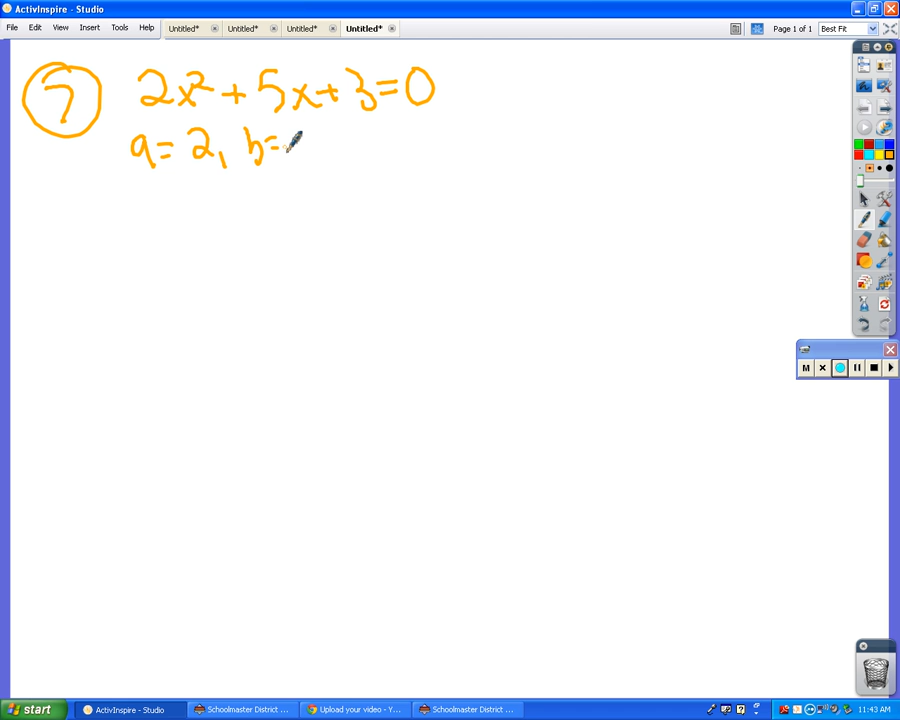 ActivInspire - Studio
File Edit View Insert Tools Help Untitled* Untitled* Untitled* Untitled* Page 1 of 1 Best Fit
7 2x² + 5x + 3 = 0
a = 2, b =
M
start ActivInspire - Studio Schoolmaster District ... Upload your video - Y... Schoolmaster District ... 11:43 AM